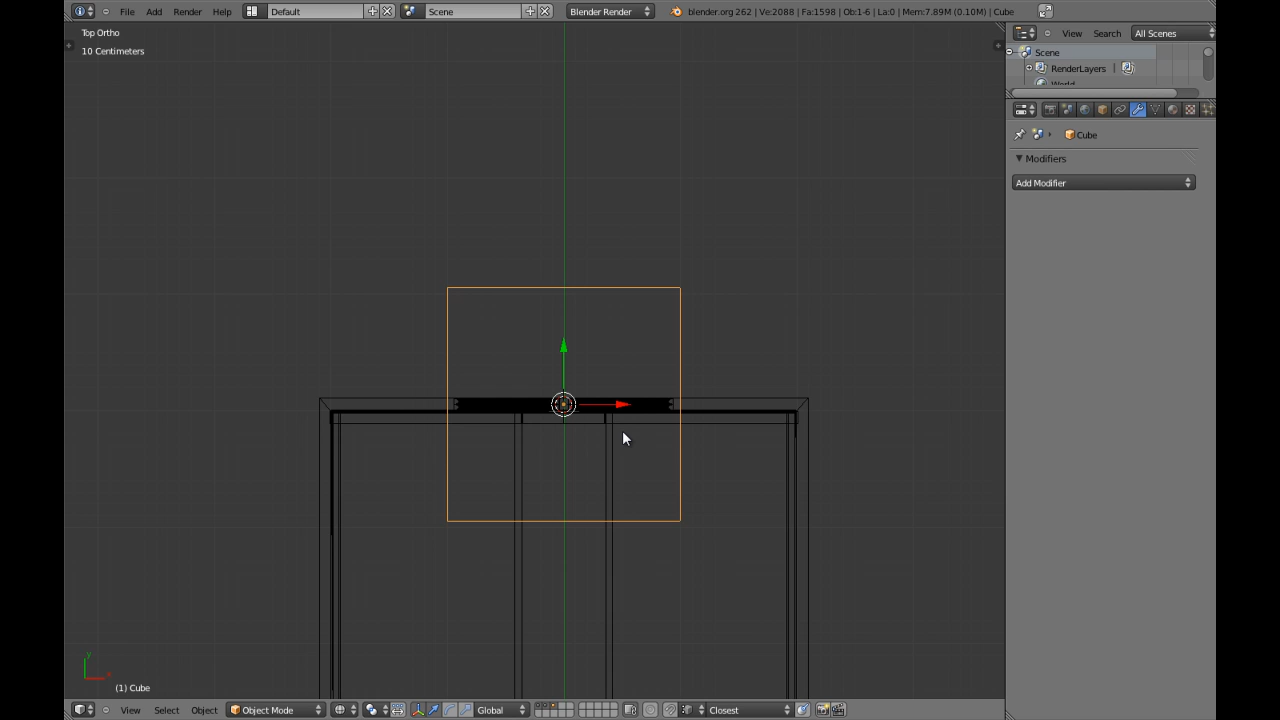 File Add Render Help Default Scene Blender Render blender.org 262 | Ve:2088 | Fa:1598 | Ob:1-6 | La:0 | Mem:7.89M (0.10M) | Cube
Top Ortho
10 Centimeters
View Search All Scenes
Scene
RenderLayers
World
Cube
Modifiers
Add Modifier
y
x
(1) Cube
View Select Object Object Mode Global Closest